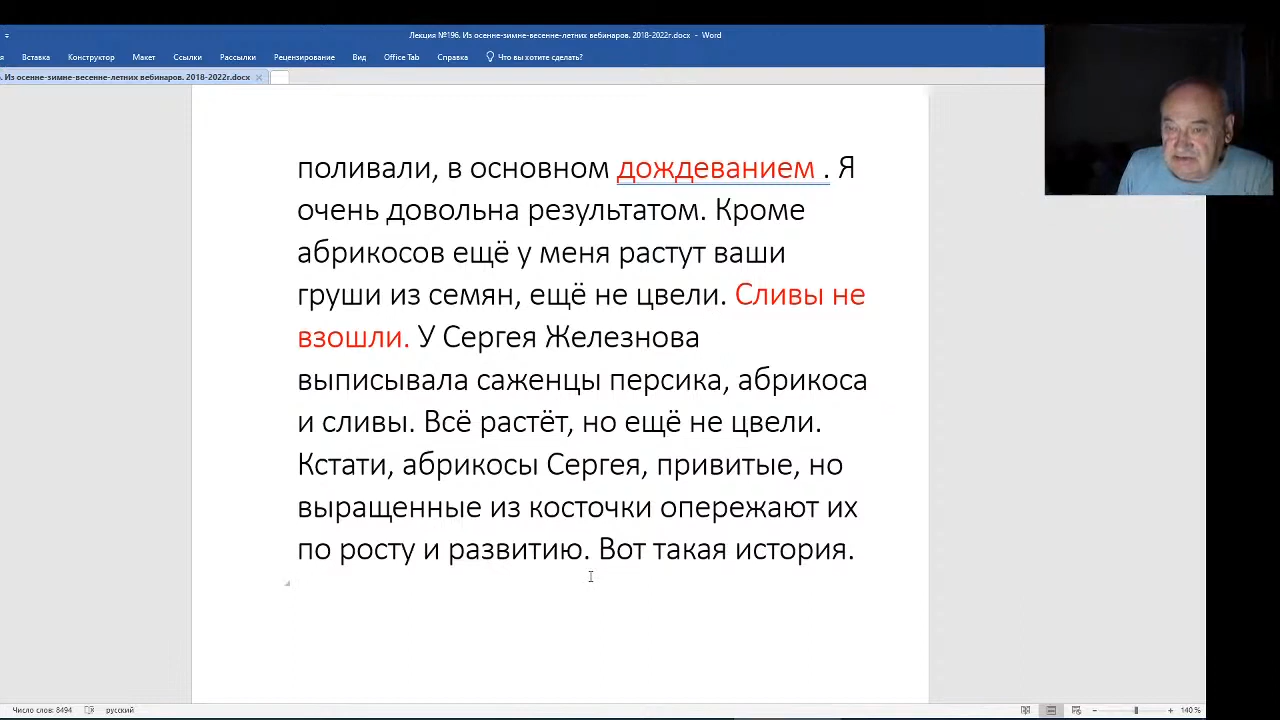 Лекция №196. Из осенне-зимне-весенне-летних вебинаров. 2018-2022г.docx - Word
Вставка Конструктор Макет Ссылки Рассылки Рецензирование Вид Office Tab Справка Что вы хотите сделать?
. Из осенне-зимне-весенне-летних вебинаров. 2018-2022г.docx
поливали, в основном дождеванием . Я
очень довольна результатом. Кроме
абрикосов ещё у меня растут ваши
груши из семян, ещё не цвели. Сливы не
взошли. У Сергея Железнова
выписывала саженцы персика, абрикоса
и сливы. Всё растёт, но ещё не цвели.
Кстати, абрикосы Сергея, привитые, но
выращенные из косточки опережают их
по росту и развитию. Вот такая история.
Число слов: 8494 русский 140 %